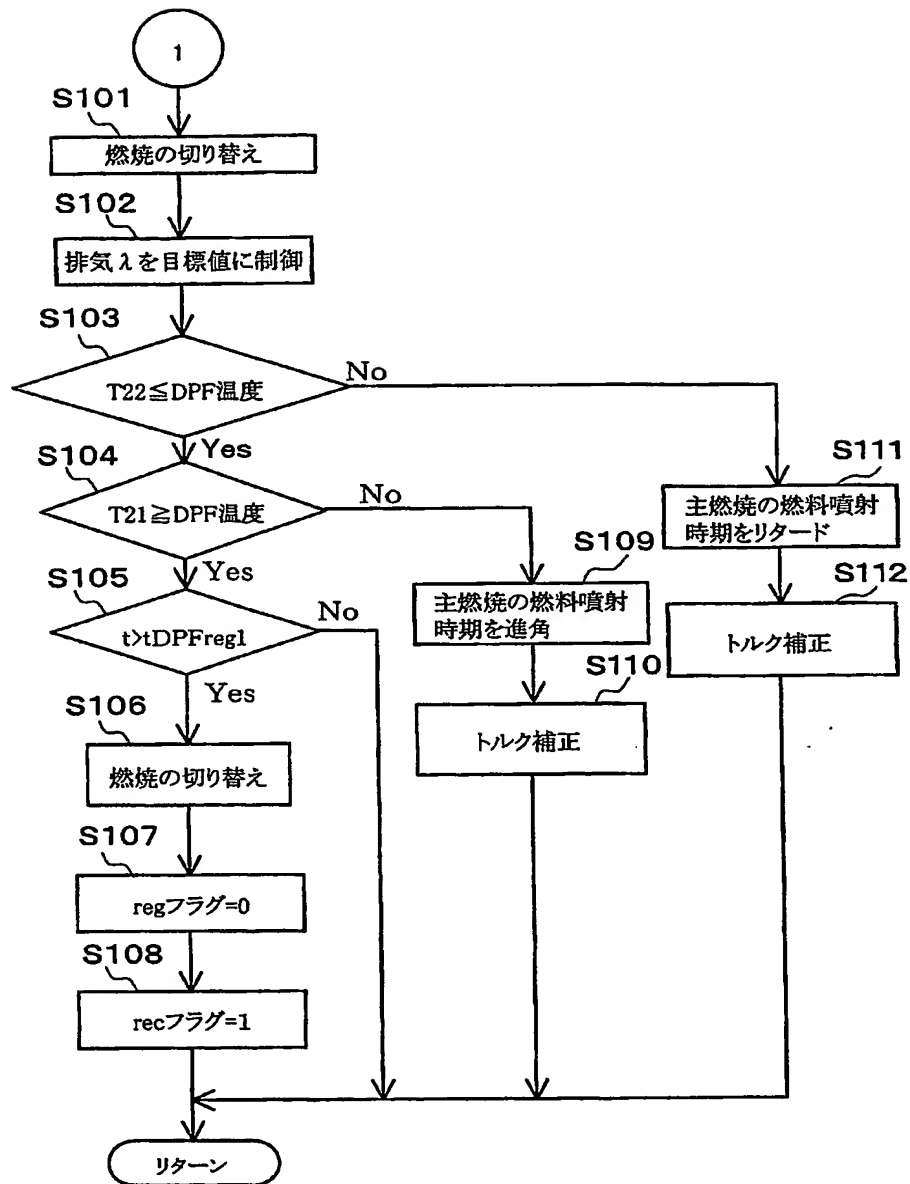 1
S101
燃焼の切り替え
S102
排気λを目標値に制御
S103
T22≦DPF温度
No
Yes
S104
T21≧DPF温度
No
Yes
S105
t>tDPFreg1
No
Yes
S106
燃焼の切り替え
S107
regフラグ=0
S108
recフラグ=1
S109
主燃焼の燃料噴射
時期を進角
S110
トルク補正
S111
主燃焼の燃料噴射
時期をリタード
S112
トルク補正
リターン